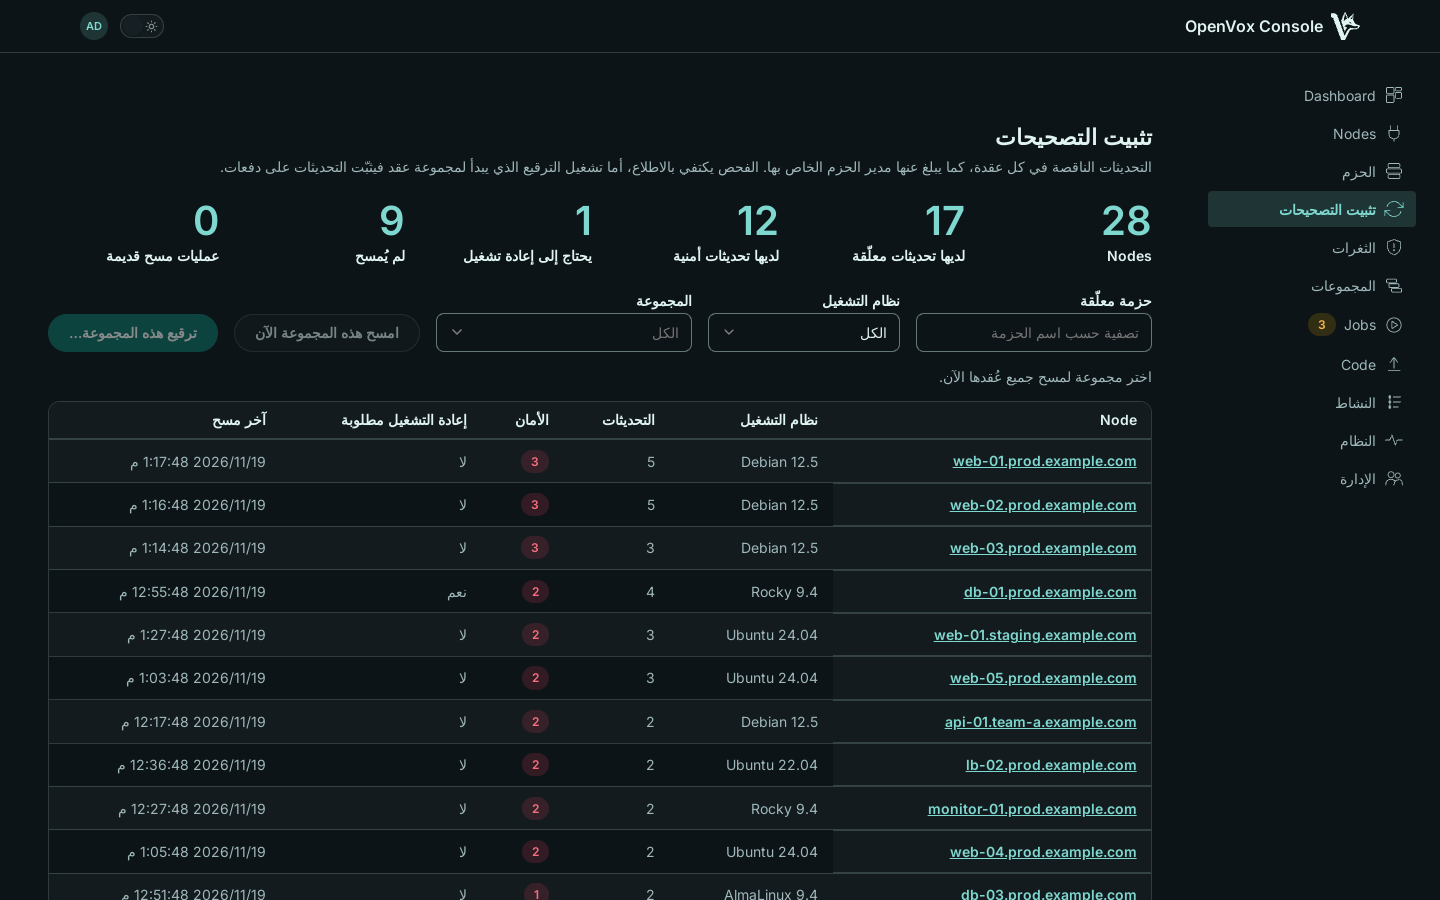 OpenVox Console
AD
Dashboard
Nodes
الحزم
تثبيت التصحيحات
الثغرات
المجموعات
Jobs 3
Code
النشاط
النظام
الإدارة
تثبيت التصحيحات
التحديثات الناقصة في كل عقدة، كما يبلغ عنها مدير الحزم الخاص بها. الفحص يكتفي بالاطلاع، أما تشغيل الترقيع الذي يبدأ لمجموعة عقد فيثبّت التحديثات على دفعات.
28 17 12 1 9 0
Nodes لديها تحديثات معلّقة لديها تحديثات أمنية يحتاج إلى إعادة تشغيل لم يُمسح عمليات مسح قديمة
حزمة معلّقة نظام التشغيل المجموعة
تصفية حسب اسم الحزمة الكل الكل امسح هذه المجموعة الآن ترقيع هذه المجموعة...
اختر مجموعة لمسح جميع عُقدها الآن.
Node نظام التشغيل التحديثات الأمان إعادة التشغيل مطلوبة آخر مسح
web-01.prod.example.com Debian 12.5 5 3 لا 2026/11/19 1:17:48 م
web-02.prod.example.com Debian 12.5 5 3 لا 2026/11/19 1:16:48 م
web-03.prod.example.com Debian 12.5 3 3 لا 2026/11/19 1:14:48 م
db-01.prod.example.com Rocky 9.4 4 2 نعم 2026/11/19 12:55:48 م
web-01.staging.example.com Ubuntu 24.04 3 2 لا 2026/11/19 1:27:48 م
web-05.prod.example.com Ubuntu 24.04 3 2 لا 2026/11/19 1:03:48 م
api-01.team-a.example.com Debian 12.5 2 2 لا 2026/11/19 12:17:48 م
lb-02.prod.example.com Ubuntu 22.04 2 2 لا 2026/11/19 12:36:48 م
monitor-01.prod.example.com Rocky 9.4 2 2 لا 2026/11/19 12:27:48 م
web-04.prod.example.com Ubuntu 24.04 2 2 لا 2026/11/19 1:05:48 م
db-03.prod.example.com AlmaLinux 9.4 2 1 لا 2026/11/19 12:51:48 م